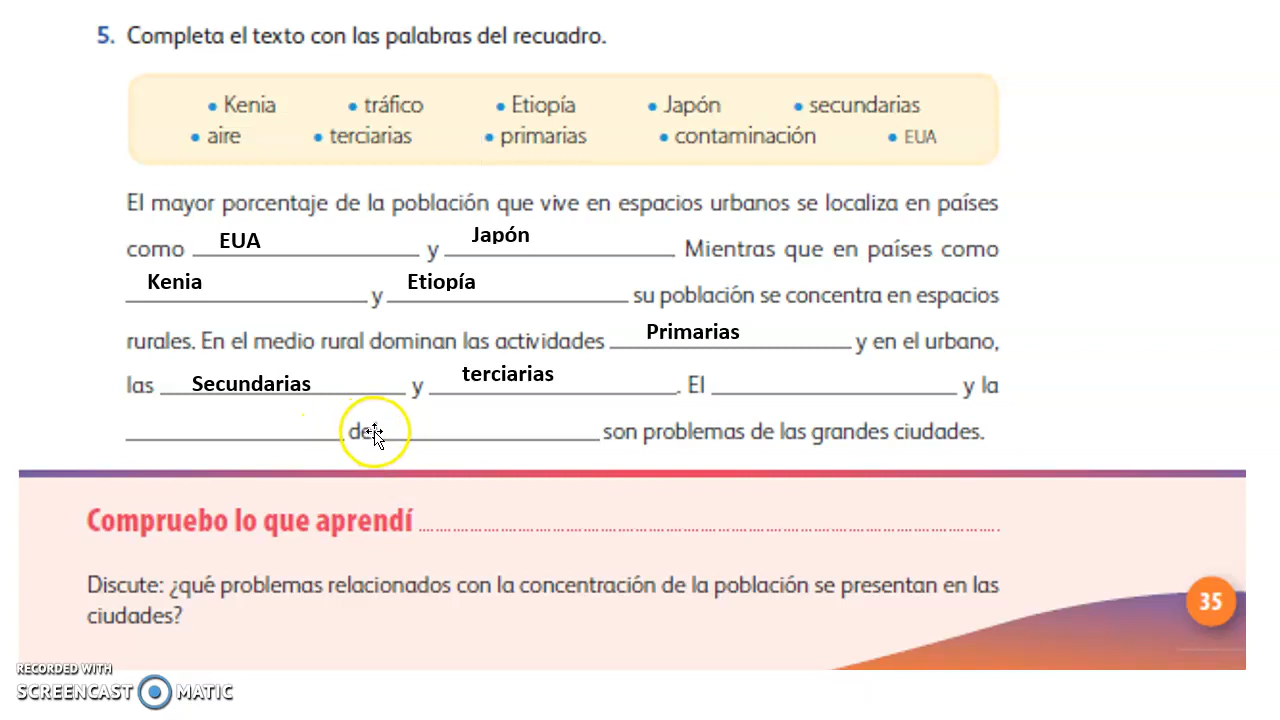 5. Completa el texto con las palabras del recuadro.
• Kenia • tráfico • Etiopía • Japón • secundarias
• aire • terciarias • primarias • contaminación • EUA
El mayor porcentaje de la población que vive en espacios urbanos se localiza en países
como EUA y Japón. Mientras que en países como
Kenia y Etiopía su población se concentra en espacios
rurales. En el medio rural dominan las actividades Primarias y en el urbano,
las Secundarias y terciarias. El ____ y la
____ de ____ son problemas de las grandes ciudades.
Compruebo lo que aprendí
Discute: ¿qué problemas relacionados con la concentración de la población se presentan en las
ciudades?
35
RECORDED WITH
SCREENCAST MATIC